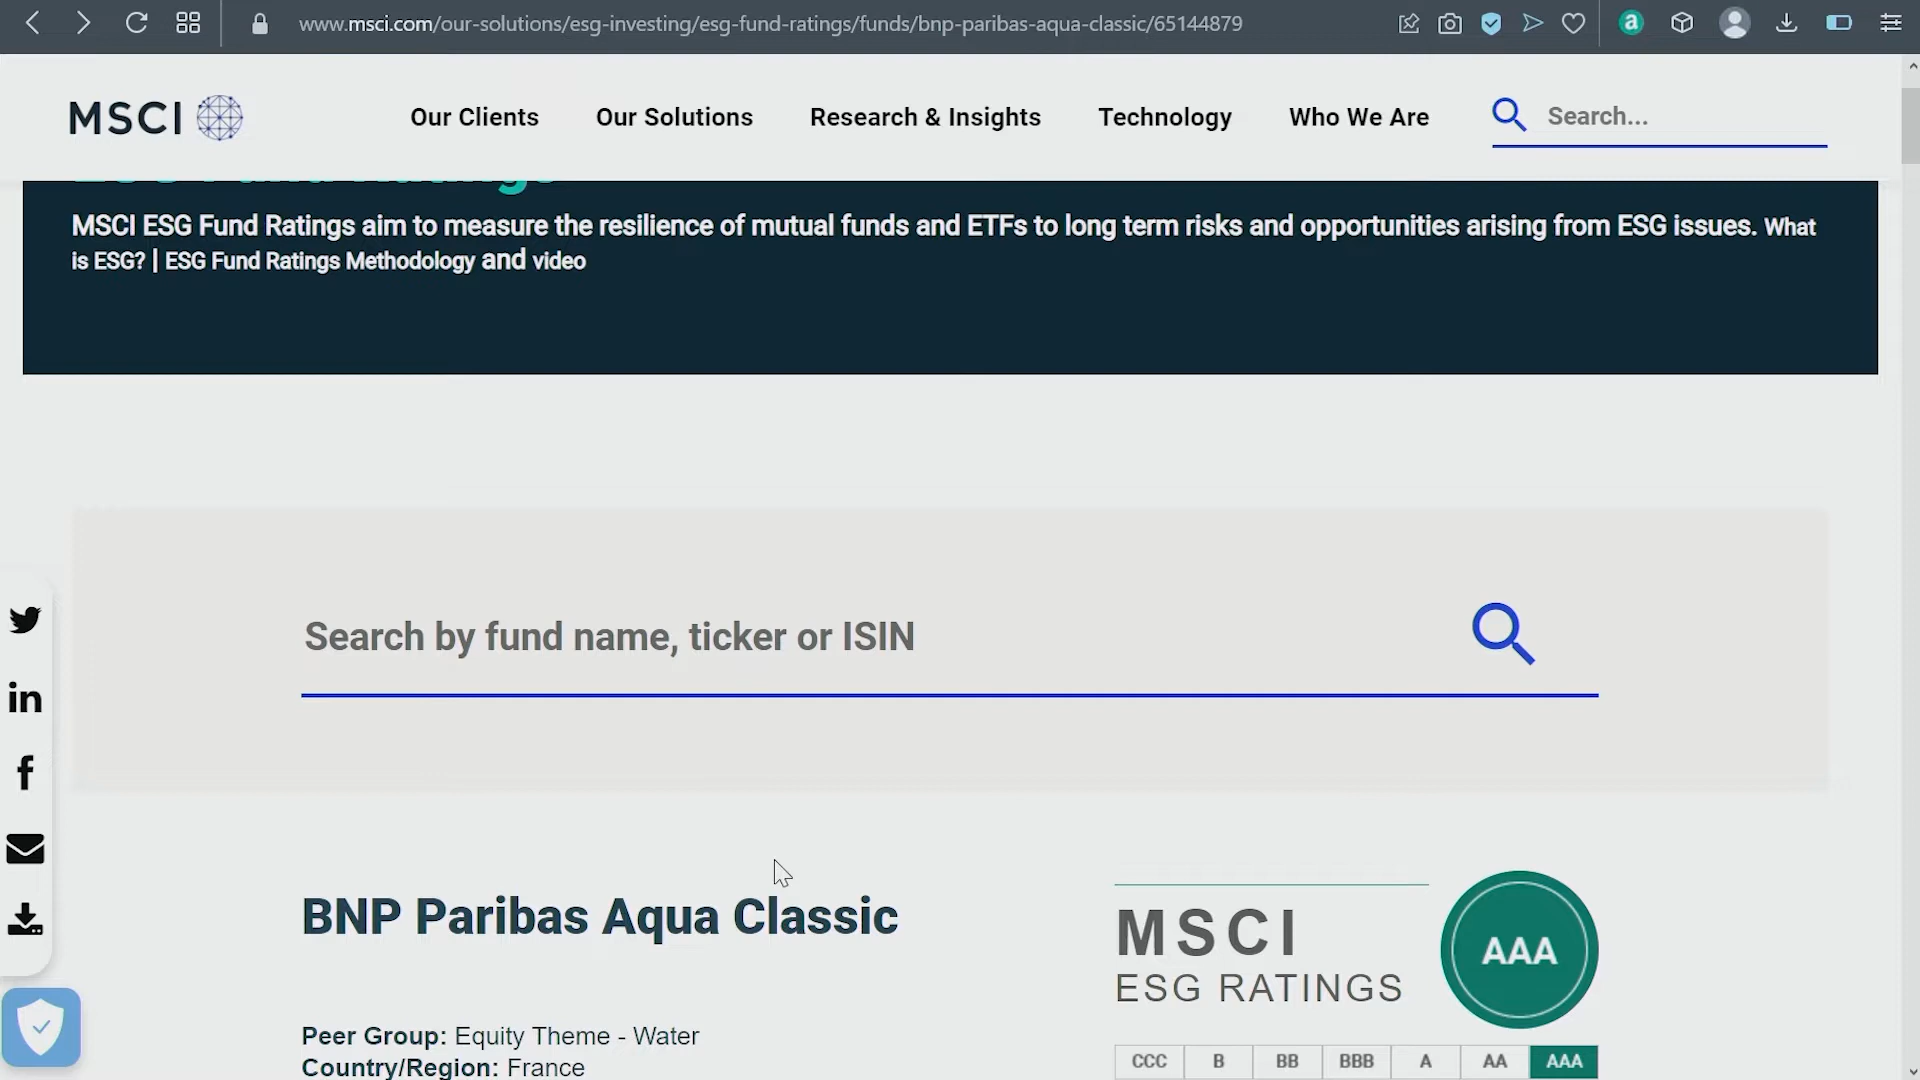 www.msci.com/our-solutions/esg-investing/esg-fund-ratings/funds/bnp-paribas-aqua-classic/65144879
MSCI
Our Clients
Our Solutions
Research & Insights
Technology
Who We Are
Search...
MSCI ESG Fund Ratings aim to measure the resilience of mutual funds and ETFs to long term risks and opportunities arising from ESG issues. What
is ESG? | ESG Fund Ratings Methodology and video
Search by fund name, ticker or ISIN
BNP Paribas Aqua Classic
Peer Group: Equity Theme - Water
Country/Region: France
MSCI
ESG RATINGS
AAA
CCC B BB BBB A AA AAA